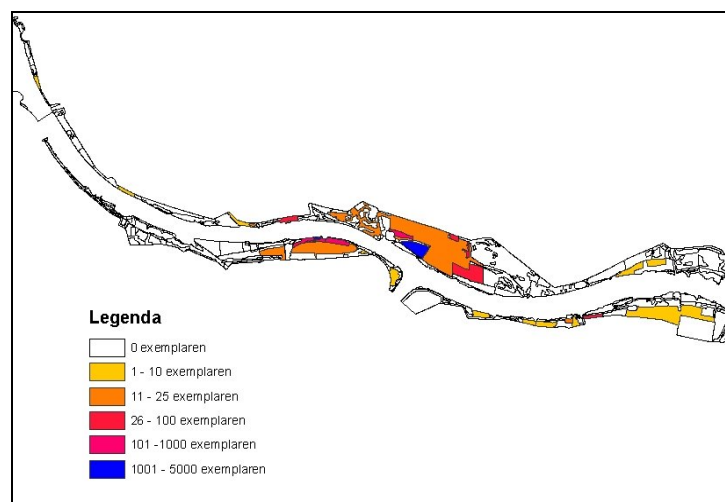 Legenda
0 exemplaren
1 - 10 exemplaren
11 - 25 exemplaren
26 - 100 exemplaren
101 -1000 exemplaren
1001 - 5000 exemplaren